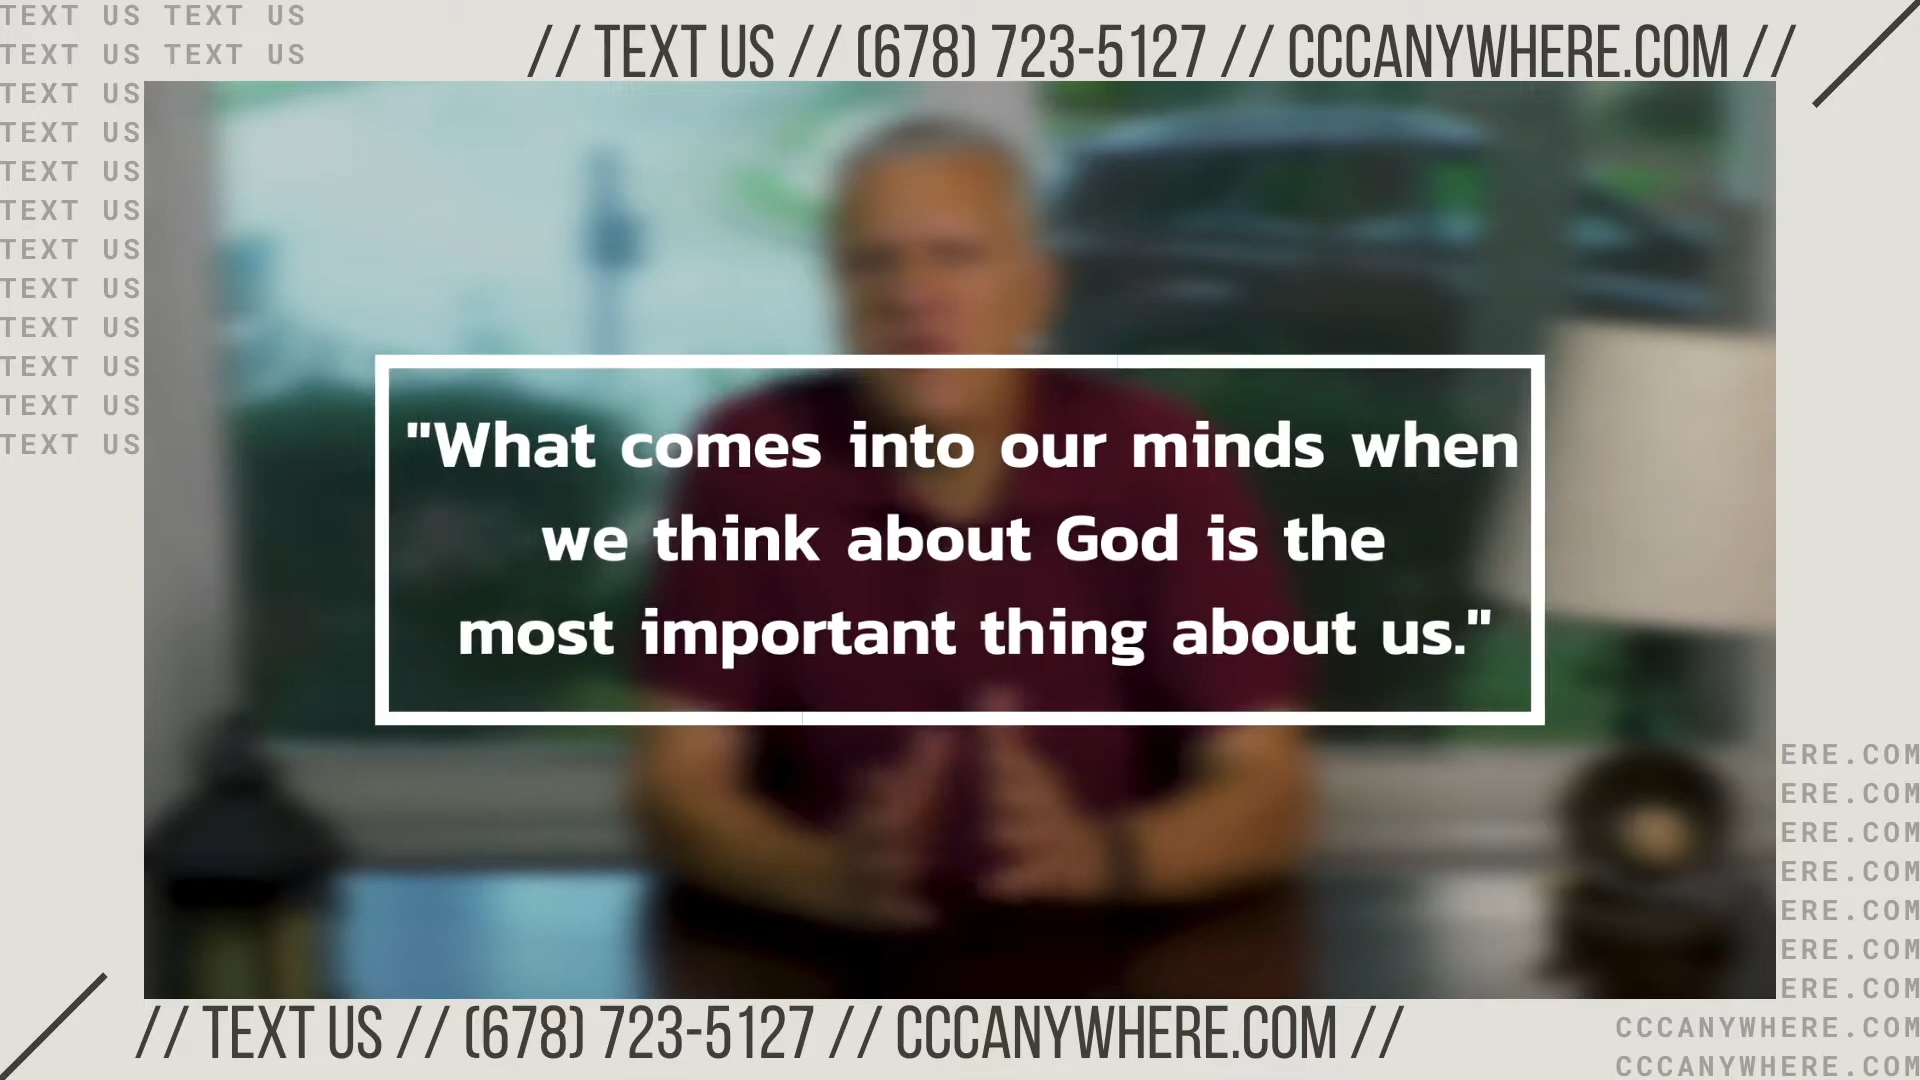 TEXT US TEXT US
TEXT US TEXT US
// TEXT US // (678) 723-5127 // CCCANYWHERE.COM //
TEXT US
TEXT US
TEXT US
TEXT US
TEXT US
TEXT US
TEXT US
TEXT US
TEXT US
TEXT US
"What comes into our minds when
we think about God is the
most important thing about us."
ERE.COM
ERE.COM
ERE.COM
ERE.COM
ERE.COM
ERE.COM
ERE.COM
// TEXT US // (678) 723-5127 // CCCANYWHERE.COM //
CCCANYWHERE.COM
CCCANYWHERE.COM